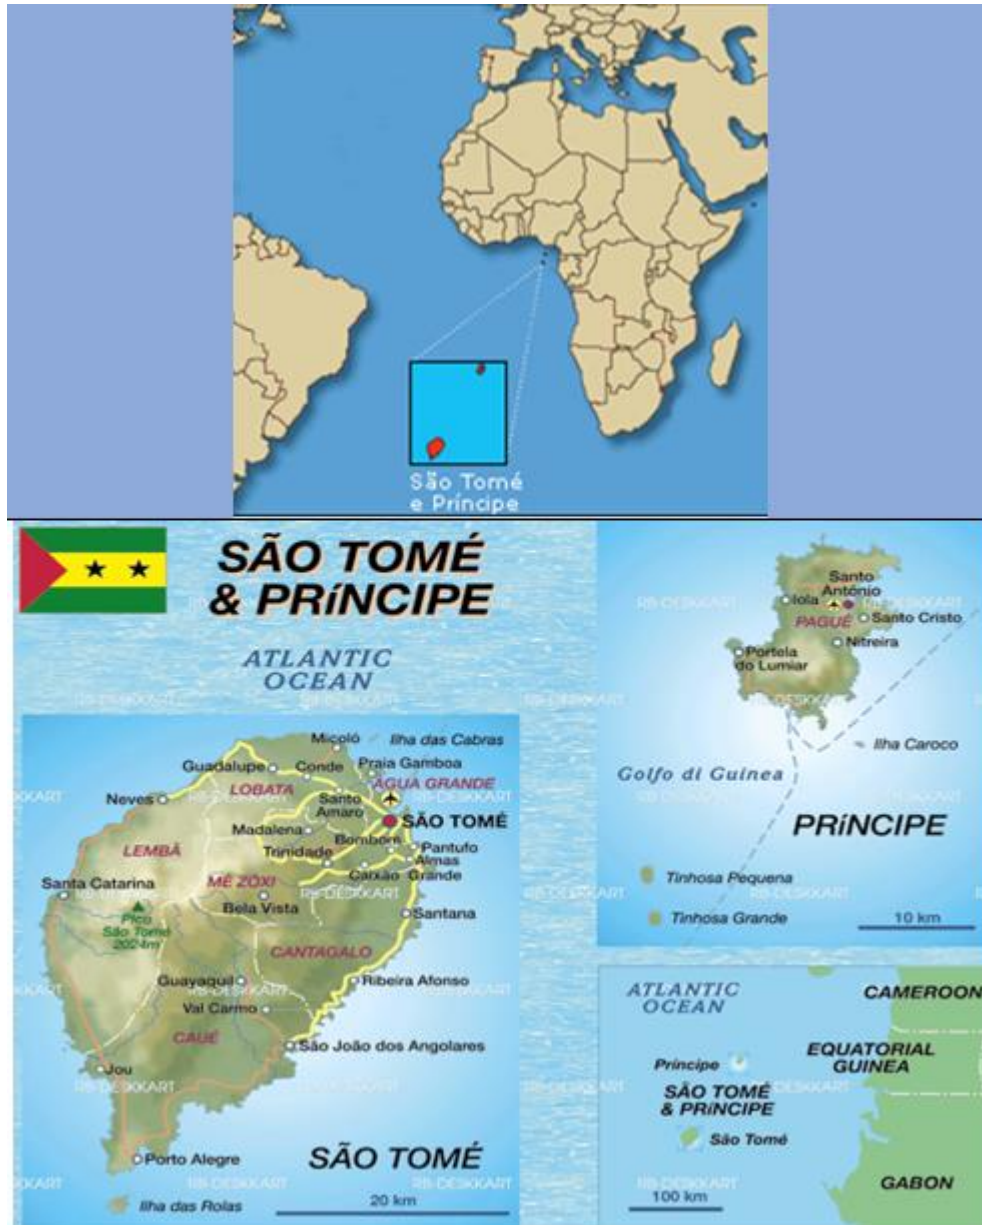 São Tomé
e Príncipe
SÃO TOMÉ
& PRíNCIPE
ATLANTIC
OCEAN
Micoló
Ilha das Cabras
Guadalupe
Conde
Praia Gamboa
LOBATA
AGUA GRANDE
Neves
Santo
Amaro
SÃO TOMÉ
Madalena
Bombom
Pantufo
LEMBÁ
Trinidade
Almas
Caixão Grande
MÊ ZÓXI
Santa Catarina
Bela Vista
Pico
São Tomé
2024m
Santana
CANTAGALO
Guayaquil
Ribeira Afonso
Val Carmo
CAUÉ
São João dos Angolares
Jou
Porto Alegre
SÃO TOMÉ
Ilha das Rolas
20 km
Santo
António
Iola
PAGUÉ
Santo Cristo
Nitreira
Portela
do Lumiar
Ilha Caroco
Golfo di Guinea
PRíNCIPE
Tinhosa Pequena
Tinhosa Grande
10 km
ATLANTIC
OCEAN
CAMEROON
Príncipe
EQUATORIAL
GUINEA
SÃO TOMÉ
& PRíNCIPE
São Tomé
100 km
GABON
RB-DESKKART